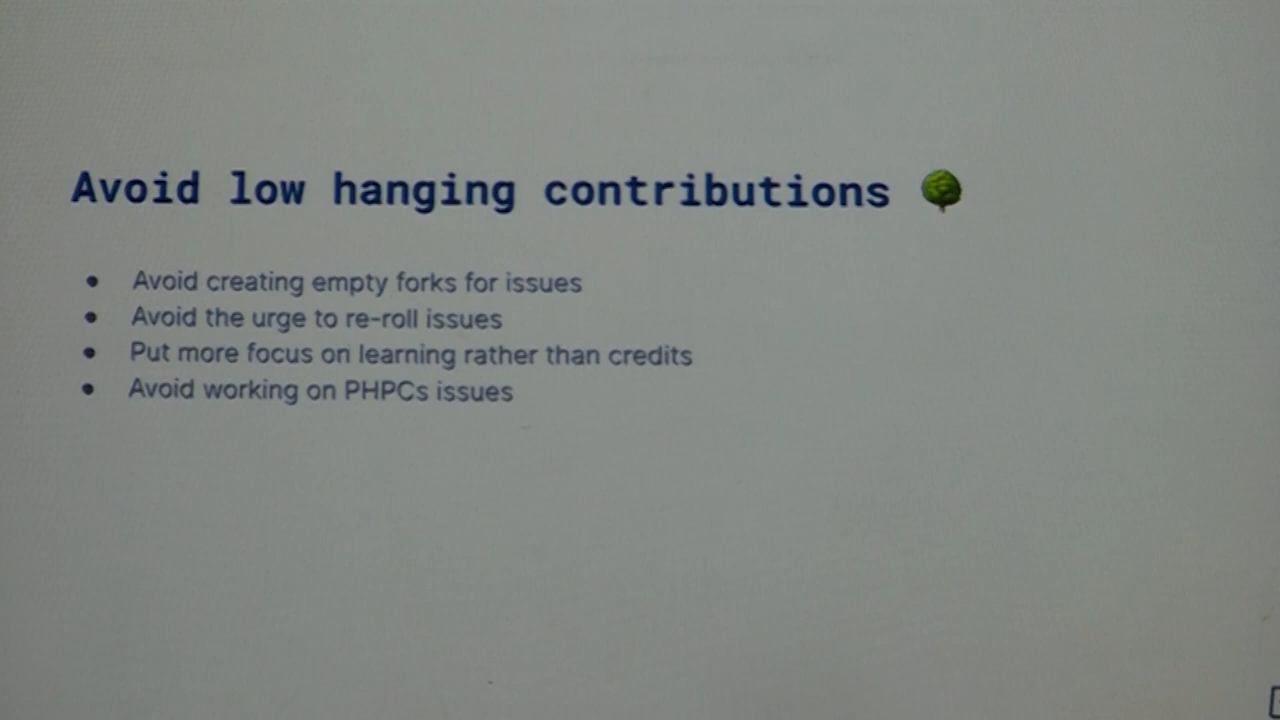 Avoid low hanging contributions 🌳
• Avoid creating empty forks for issues
• Avoid the urge to re-roll issues
• Put more focus on learning rather than credits
• Avoid working on PHPCs issues